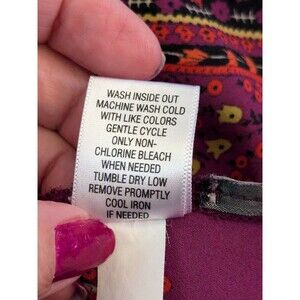 WASH INSIDE OUT
MACHINE WASH COLD
WITH LIKE COLORS
GENTLE CYCLE
ONLY NON-
CHLORINE BLEACH
WHEN NEEDED
TUMBLE DRY LOW
REMOVE PROMPTLY
COOL IRON
IF NEEDED